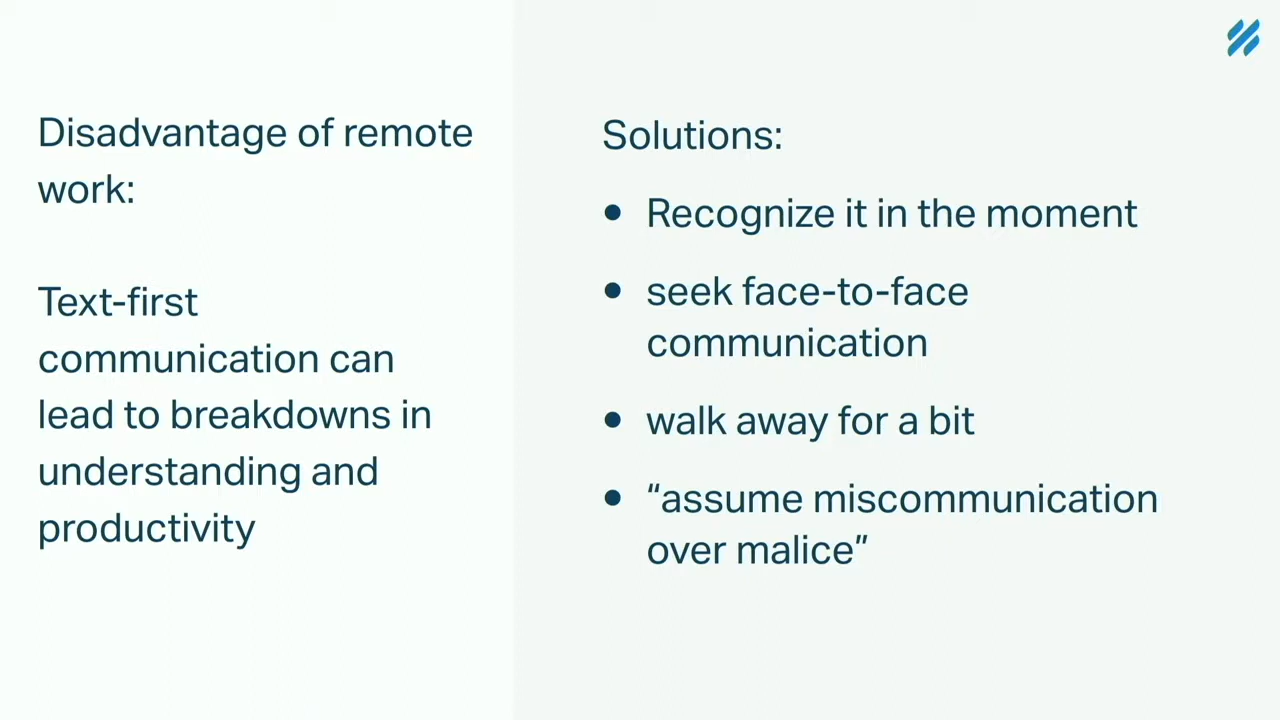 Disadvantage of remote
work:
Text-first
communication can
lead to breakdowns in
understanding and
productivity
Solutions:
• Recognize it in the moment
• seek face-to-face
communication
• walk away for a bit
• “assume miscommunication
over malice”